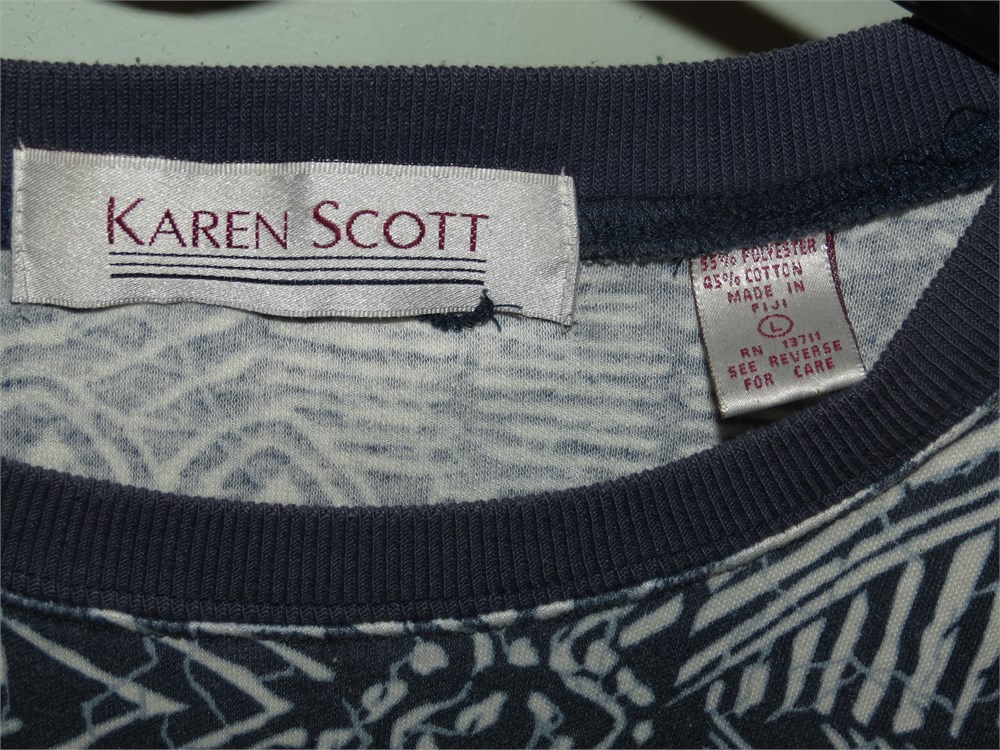 KAREN SCOTT
55% POLYESTER
45% COTTON
MADE IN
FIJI
L
RN 13711
SEE REVERSE
FOR CARE